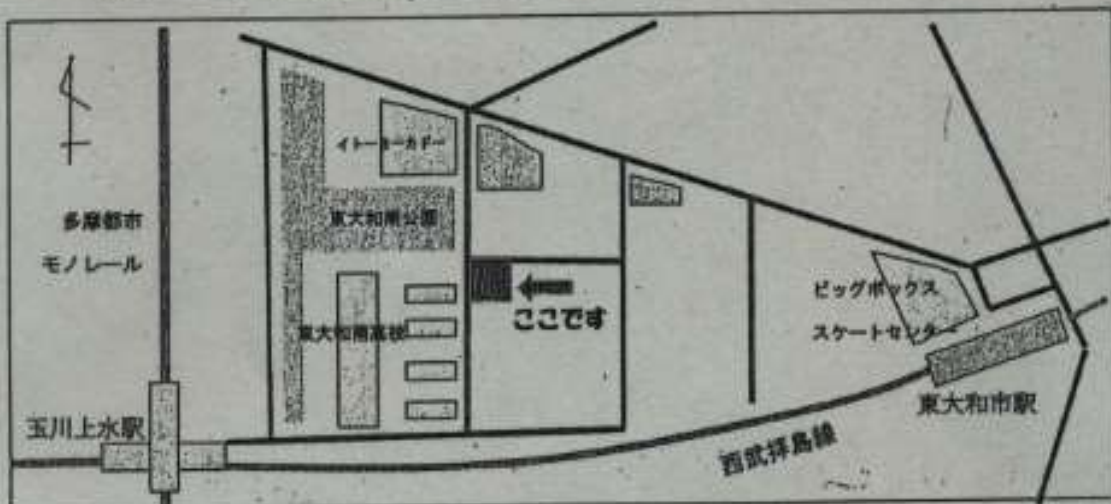 イトーヨーカドー
多摩都市
モノレール
東大和南公園
東大和南高校
ここです
ビッグボックス
スケートセンター
玉川上水駅
東大和市駅
西武拝島線